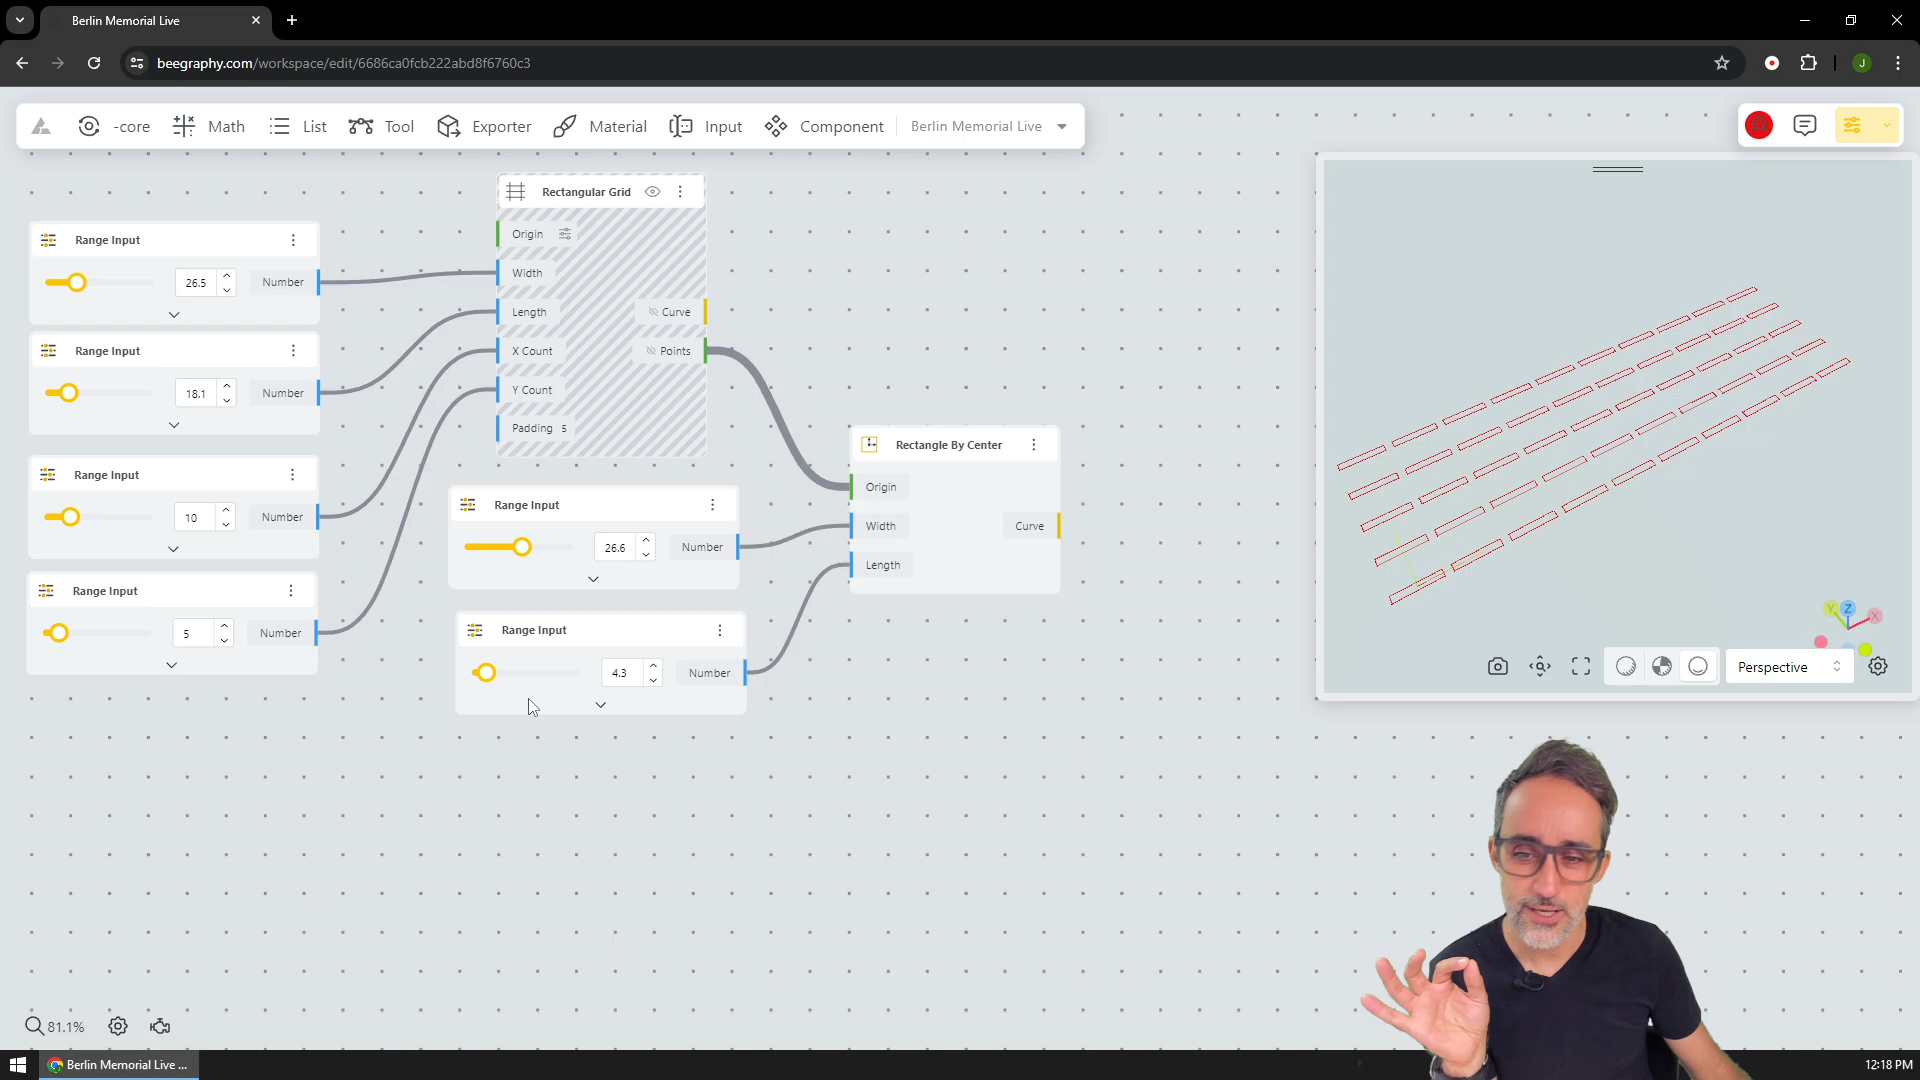 Berlin Memorial Live
beegraphy.com/workspace/edit/6686ca0fcb222abd8f6760c3
J
-core
Math
List
Tool
Exporter
Material
Input
Component
Berlin Memorial Live
Rectangular Grid
Origin
Width
Length
Curve
X Count
Points
Y Count
Padding 5
Range Input
26.5
Number
Range Input
18.1
Number
Range Input
10
Number
Range Input
5
Number
Range Input
26.6
Number
Range Input
4.3
Number
Rectangle By Center
Origin
Width
Curve
Length
Y
Z
X
Perspective
81.1%
Berlin Memorial Live ...
12:18 PM